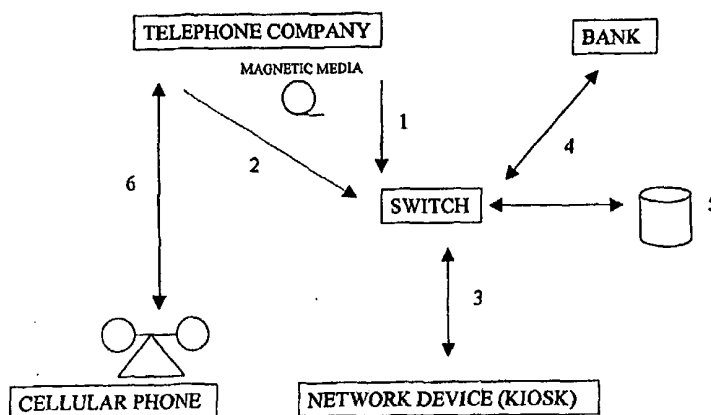 TELEPHONE COMPANY
BANK
MAGNETIC MEDIA
1
4
6
2
SWITCH
5
3
CELLULAR PHONE
NETWORK DEVICE (KIOSK)